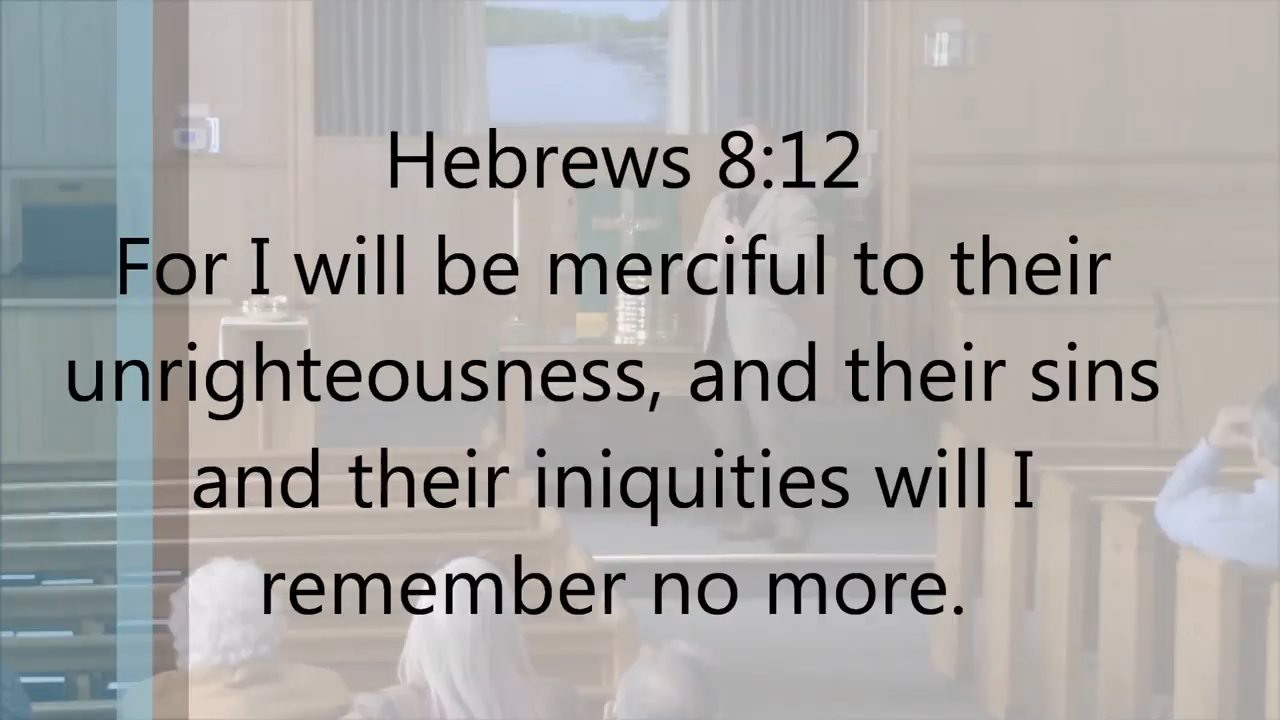 Hebrews 8:12
For I will be merciful to their
unrighteousness, and their sins
and their iniquities will I
remember no more.